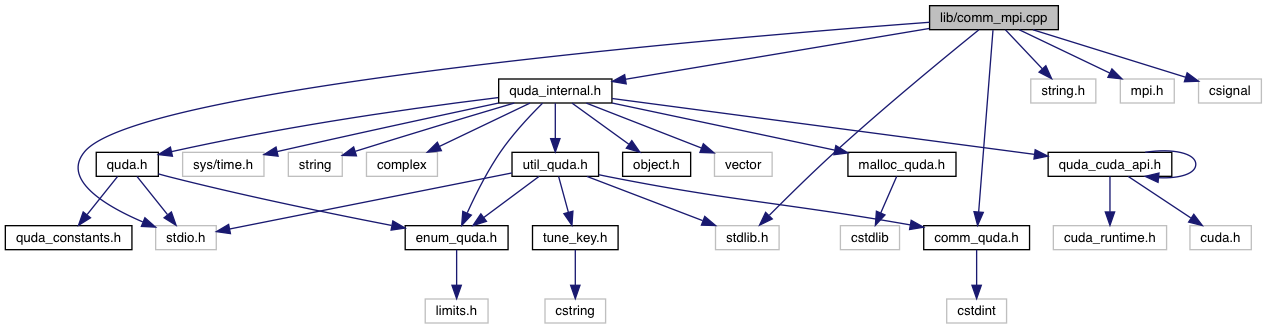 lib/comm_mpi.cpp
quda_internal.h
string.h
mpi.h
csignal
quda.h
sys/time.h
string
complex
util_quda.h
object.h
vector
malloc_quda.h
quda_cuda_api.h
quda_constants.h
stdio.h
enum_quda.h
tune_key.h
stdlib.h
cstdlib
comm_quda.h
cuda_runtime.h
cuda.h
limits.h
cstring
cstdint